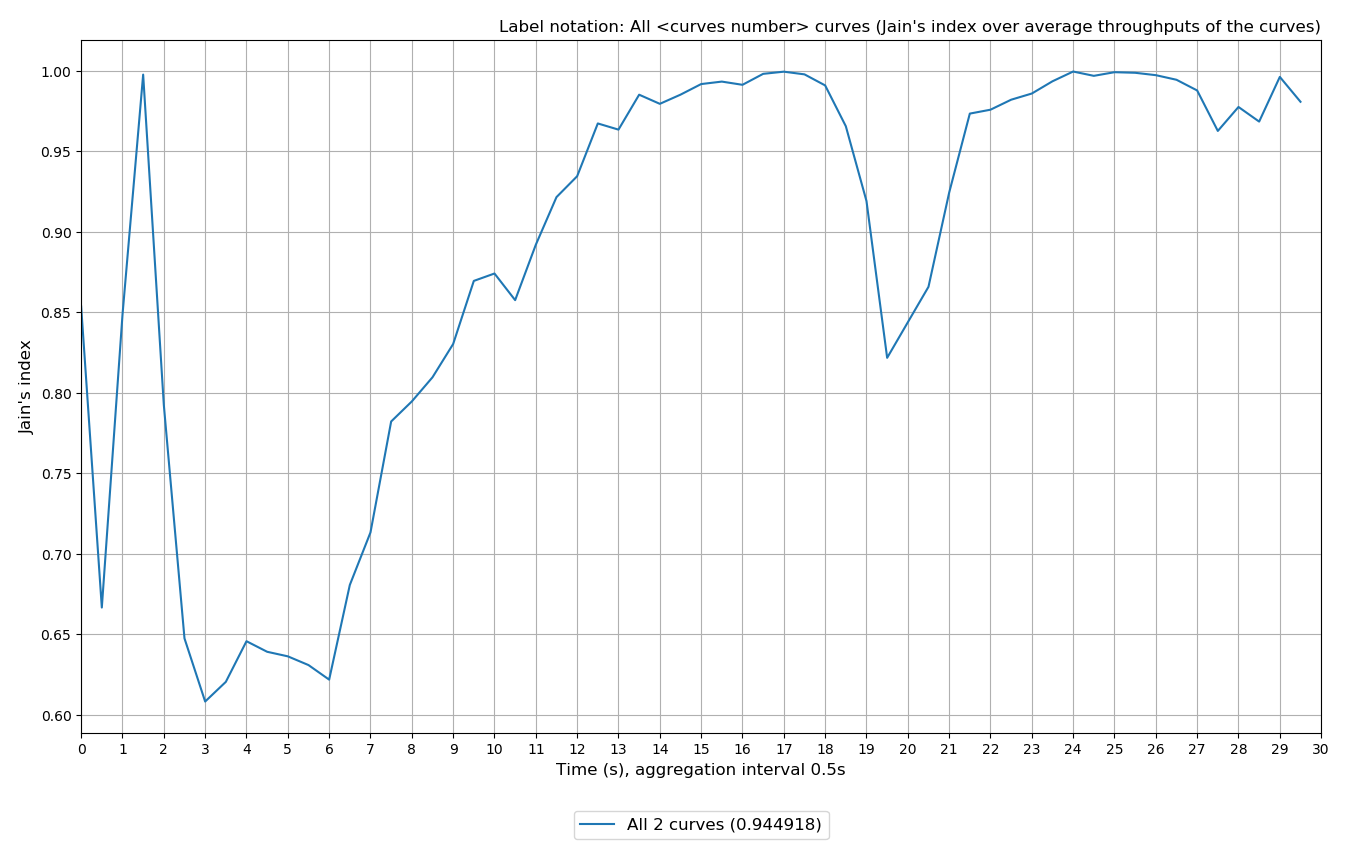 Label notation: All <curves number> curves (Jain's index over average throughputs of the curves)
1.00
0.95
0.90
0.85
0.80
0.75
0.70
0.65
0.60
Jain's index
0 1 2 3 4 5 6 7 8 9 10 11 12 13 14 15 16 17 18 19 20 21 22 23 24 25 26 27 28 29 30
Time (s), aggregation interval 0.5s
All 2 curves (0.944918)